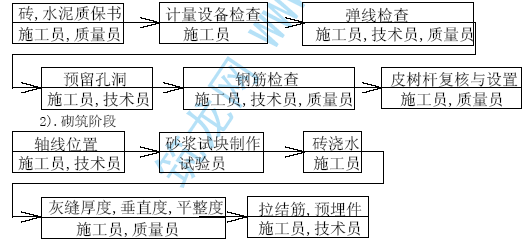 砖,水泥质保书
施工员,质量员
计量设备检查
施工员
弹线检查
施工员,技术员,质量员
预留孔洞
施工员,技术员
钢筋检查
施工员,技术员,质量员
皮树杆复核与设置
施工员,质量员
2).砌筑阶段
轴线位置
施工员,技术员
砂浆试块制作
试验员
砖浇水
施工员
灰缝厚度,垂直度,平整度
施工员,质量员
拉结筋,预埋件
施工员,技术员
筑龙网 WW